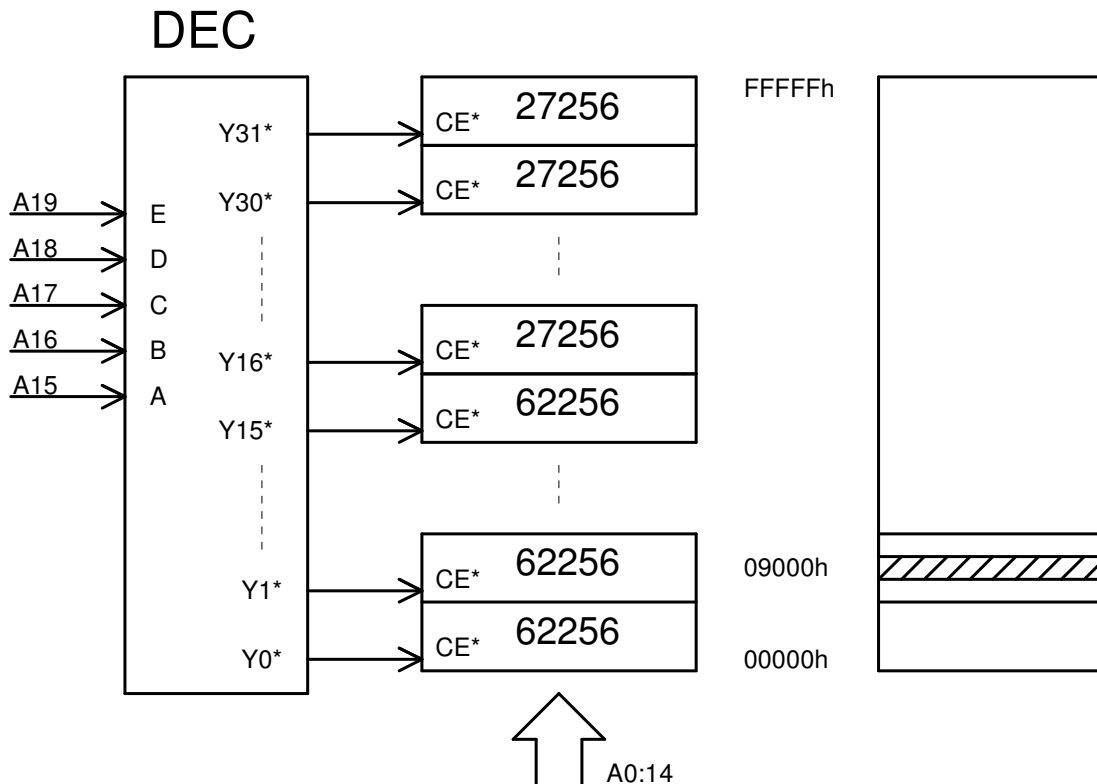 DEC
Y31* CE* 27256 FFFFFh
Y30* CE* 27256
A19 E
A18 D
A17 C
A16 B
A15 A
Y16* CE* 27256
Y15* CE* 62256
Y1* CE* 62256 09000h
Y0* CE* 62256 00000h
A0:14